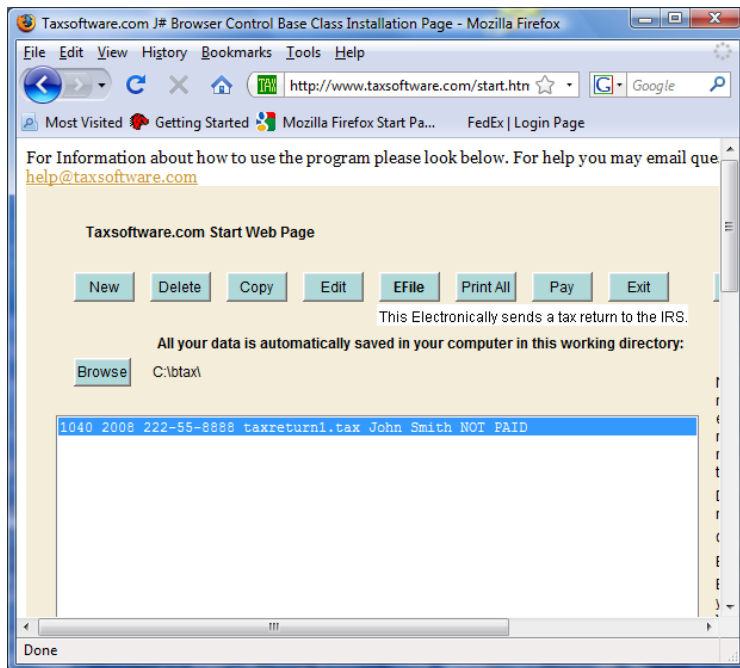 Taxsoftware.com J# Browser Control Base Class Installation Page - Mozilla Firefox
File Edit View History Bookmarks Tools Help
TAX http://www.taxsoftware.com/start.htn G Google
Most Visited Getting Started Mozilla Firefox Start Pa... FedEx | Login Page
For Information about how to use the program please look below. For help you may email que
help@taxsoftware.com
Taxsoftware.com Start Web Page
New Delete Copy Edit EFile Print All Pay Exit
This Electronically sends a tax return to the IRS.
All your data is automatically saved in your computer in this working directory:
Browse C:\btax\
1040 2008 222-55-8888 taxreturn1.tax John Smith NOT PAID
Done